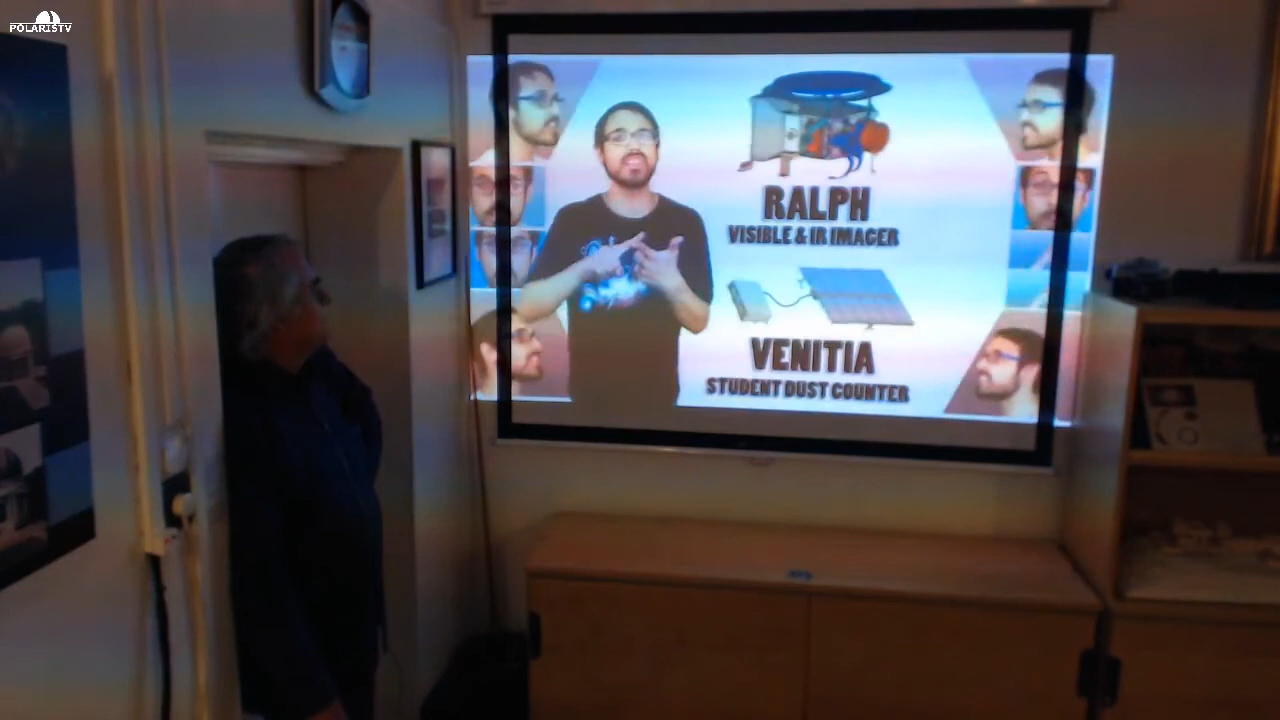 POLARISTV
RALPH
VISIBLE & IR IMAGER
VENITIA
STUDENT DUST COUNTER